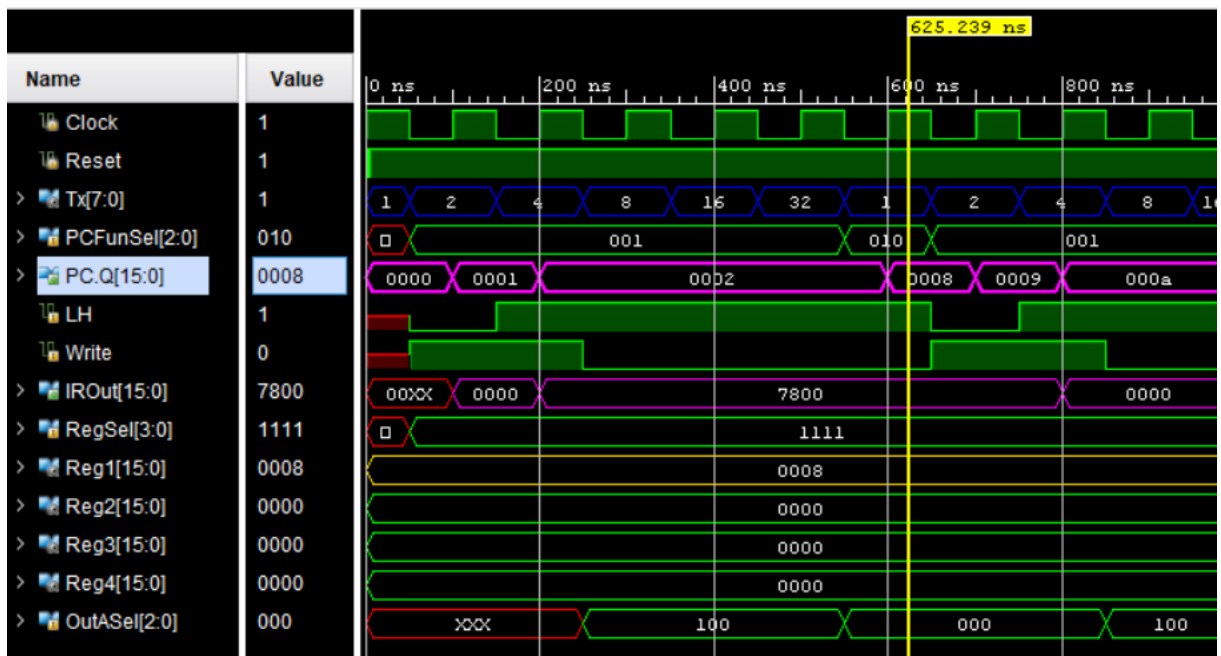 625.239 ns
Name Value
0 ns 200 ns 400 ns 600 ns 800 ns
Clock 1
Reset 1
Tx[7:0] 1 1 2 4 8 16 32 1 2 4 8
PCFunSel[2:0] 010 001 010 001
PC.Q[15:0] 0008 0000 0001 0002 0008 0009 000a
LH 1
Write 0
IROut[15:0] 7800 00XX 0000 7800 0000
RegSel[3:0] 1111 1111
Reg1[15:0] 0008 0008
Reg2[15:0] 0000 0000
Reg3[15:0] 0000 0000
Reg4[15:0] 0000 0000
OutASel[2:0] 000 XXX 100 000 100